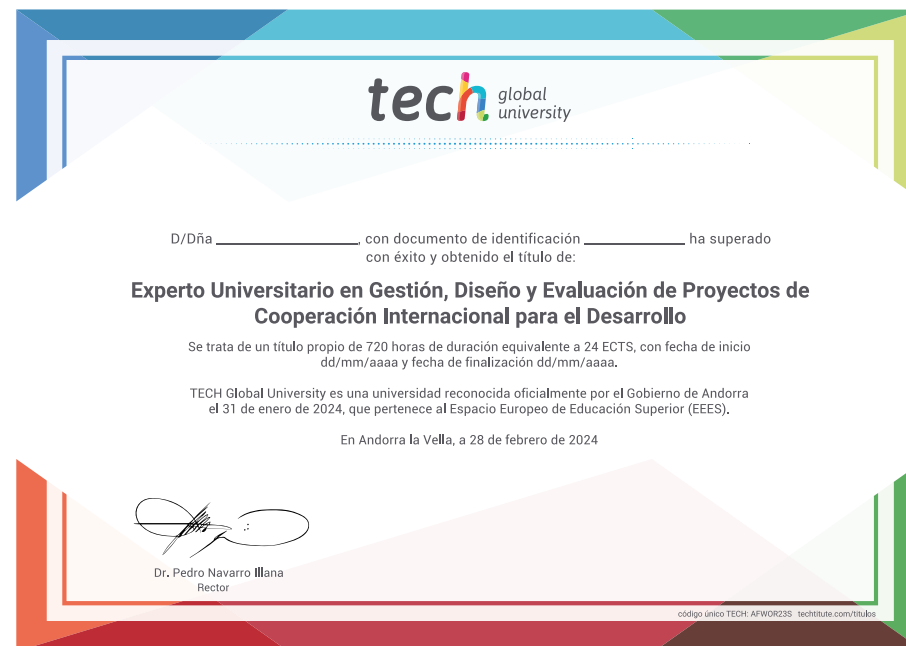 tech global university
D/Dña ____________________, con documento de identificación ______________ ha superado
con éxito y obtenido el título de:
Experto Universitario en Gestión, Diseño y Evaluación de Proyectos de
Cooperación Internacional para el Desarrollo
Se trata de un título propio de 720 horas de duración equivalente a 24 ECTS, con fecha de inicio
dd/mm/aaaa y fecha de finalización dd/mm/aaaa.
TECH Global University es una universidad reconocida oficialmente por el Gobierno de Andorra
el 31 de enero de 2024, que pertenece al Espacio Europeo de Educación Superior (EEES).
En Andorra la Vella, a 28 de febrero de 2024
Dr. Pedro Navarro Illana
Rector
código único TECH: AFWOR23S techtitute.com/titulos